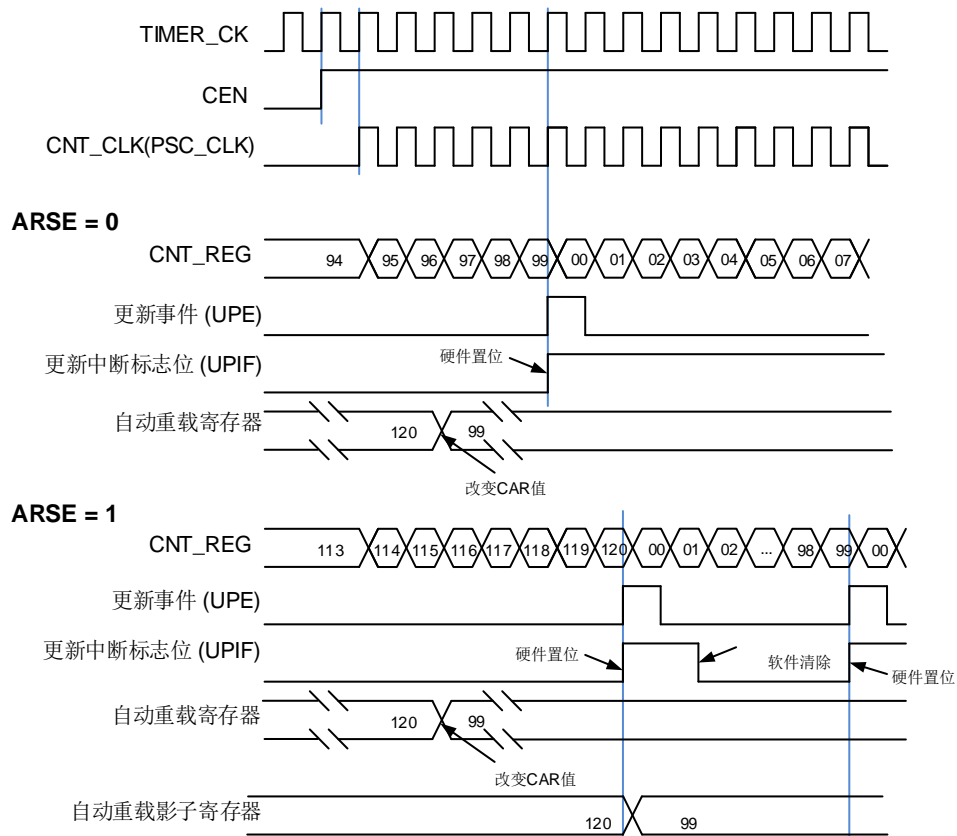 TIMER_CK
CEN
CNT_CLK(PSC_CLK)
ARSE = 0
CNT_REG 94 95 96 97 98 99 00 01 02 03 04 05 06 07
更新事件 (UPE)
更新中断标志位 (UPIF) 硬件置位
自动重载寄存器 120 99
改变CAR值
ARSE = 1
CNT_REG 113 114 115 116 117 118 119 120 00 01 02 ... 98 99 00
更新事件 (UPE)
更新中断标志位 (UPIF) 硬件置位 软件清除 硬件置位
自动重载寄存器 120 99
改变CAR值
自动重载影子寄存器 120 99